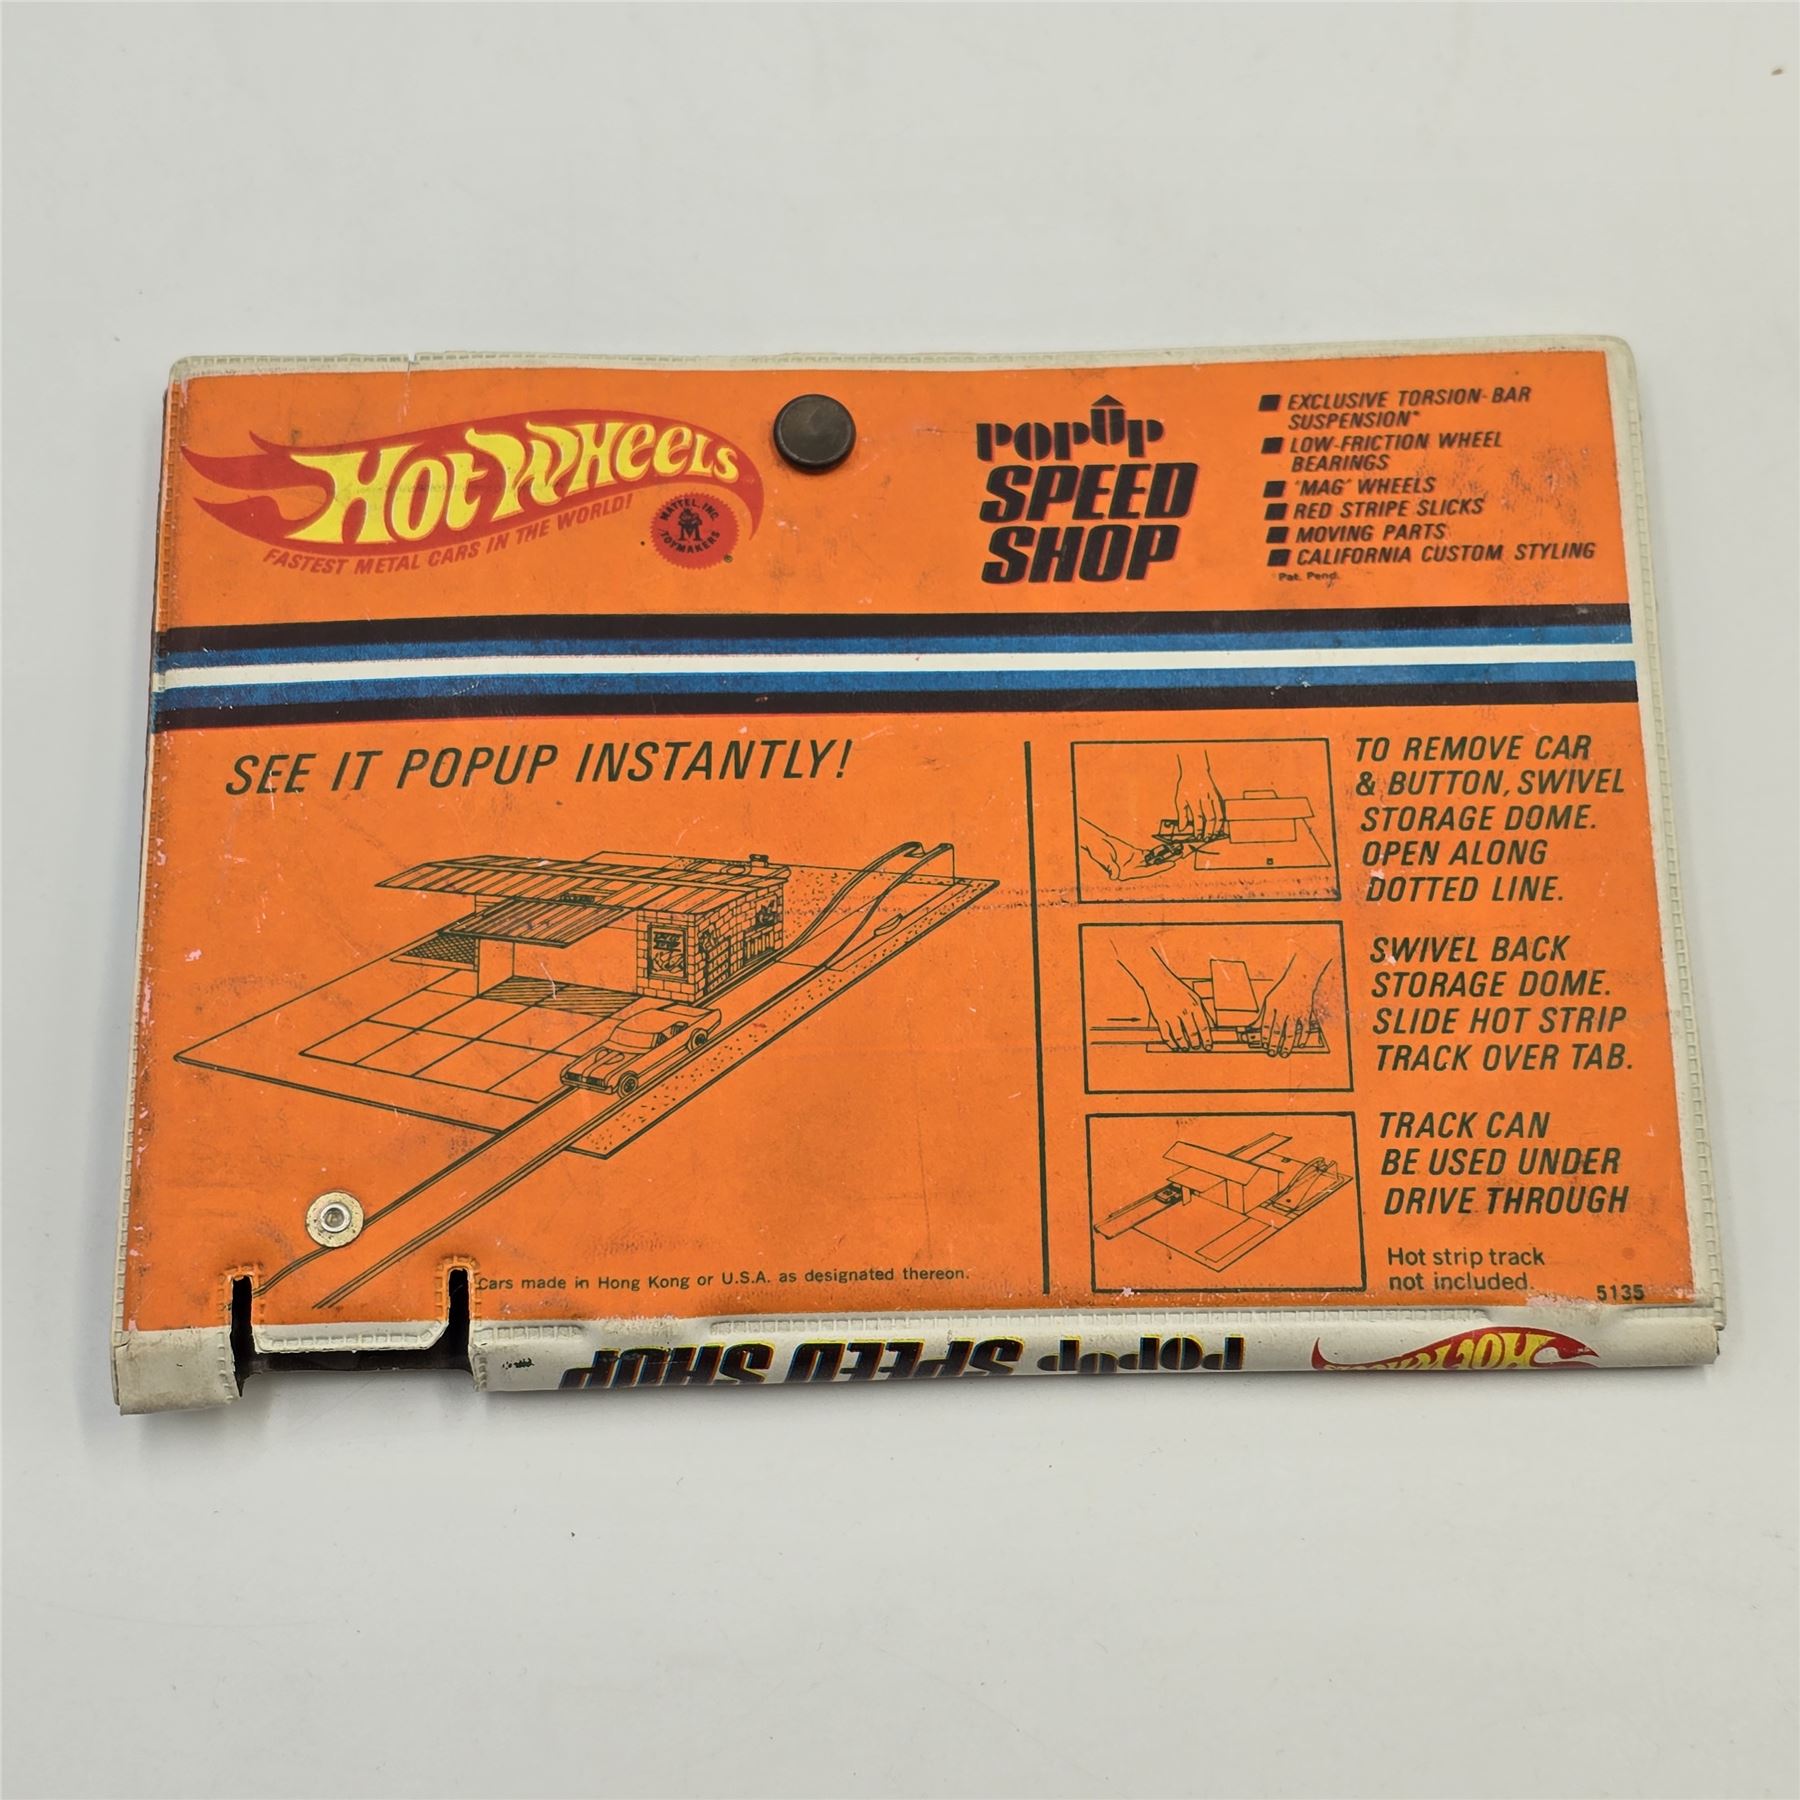 HOT WHEELS
FASTEST METAL CARS IN THE WORLD!
MATTEL, INC.
M
TOYMAKERS
®
POPUP
SPEED
SHOP
■ EXCLUSIVE TORSION-BAR
SUSPENSION*
■ LOW-FRICTION WHEEL
BEARINGS
■ 'MAG' WHEELS
■ RED STRIPE SLICKS
■ MOVING PARTS
■ CALIFORNIA CUSTOM STYLING
*Pat. Pend.
SEE IT POPUP INSTANTLY!
Cars made in Hong Kong or U.S.A. as designated thereon.
TO REMOVE CAR
& BUTTON, SWIVEL
STORAGE DOME.
OPEN ALONG
DOTTED LINE.
SWIVEL BACK
STORAGE DOME.
SLIDE HOT STRIP
TRACK OVER TAB.
TRACK CAN
BE USED UNDER
DRIVE THROUGH
Hot strip track
not included.
5135
POPUP SPEED SHOP
HOT WHEELS